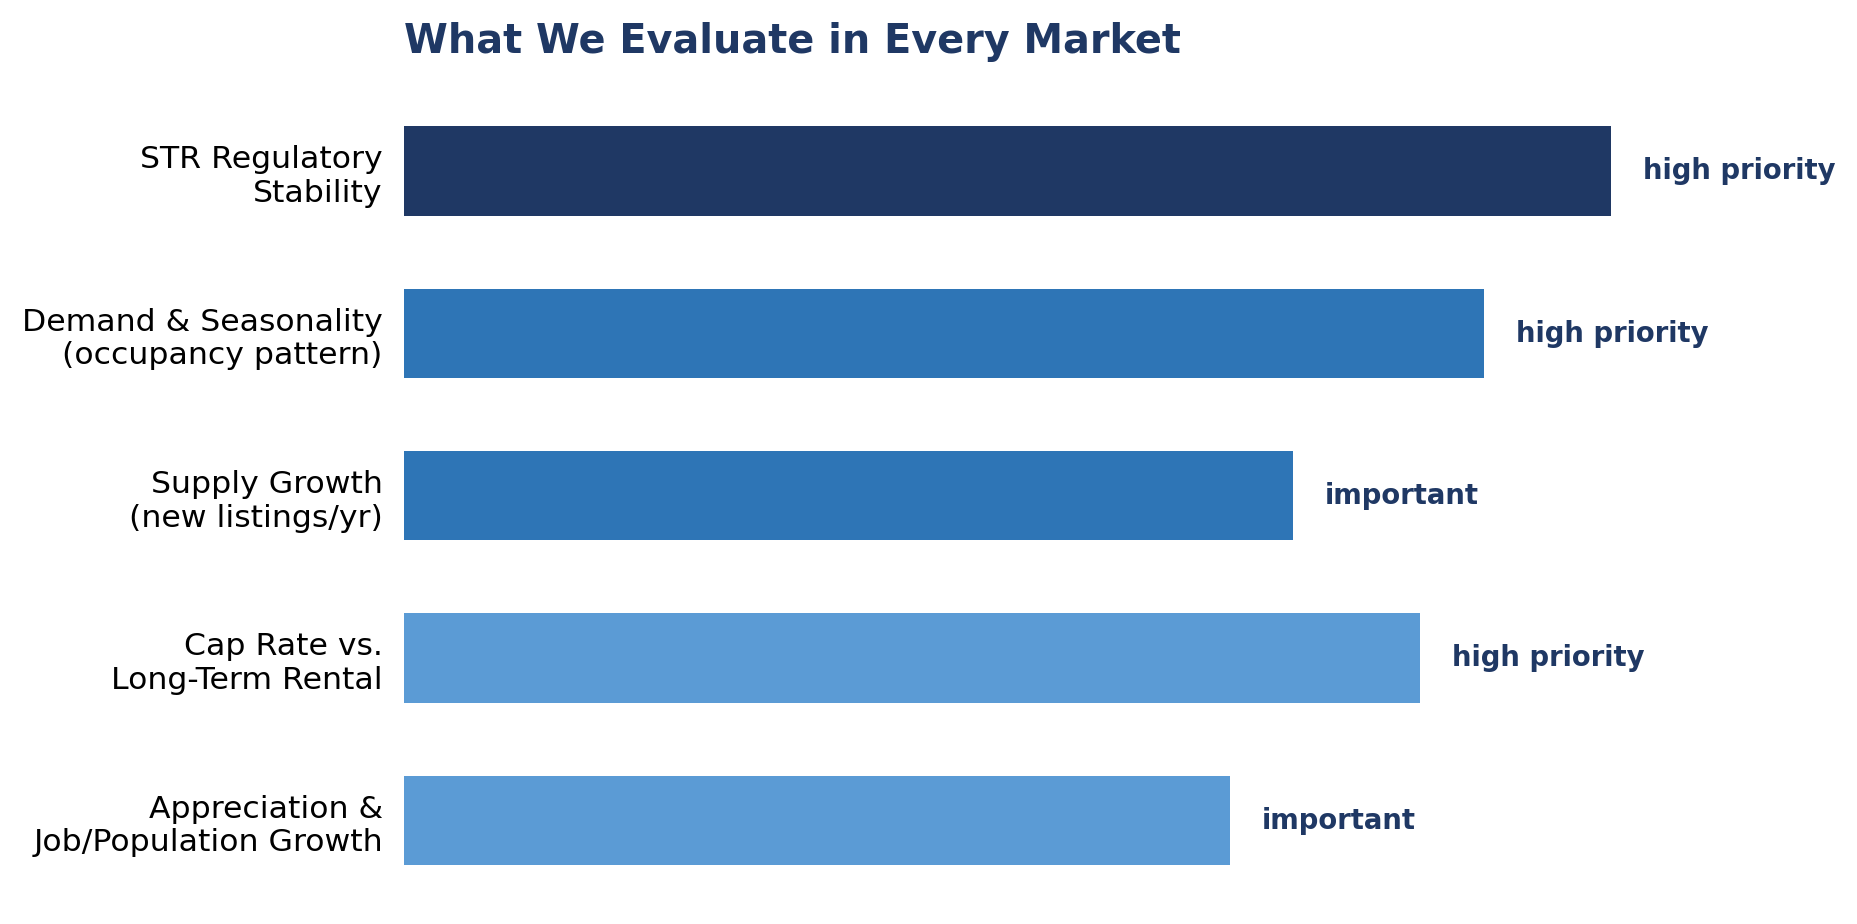 What We Evaluate in Every Market
STR Regulatory
Stability
high priority
Demand & Seasonality
(occupancy pattern)
high priority
Supply Growth
(new listings/yr)
important
Cap Rate vs.
Long-Term Rental
high priority
Appreciation &
Job/Population Growth
important